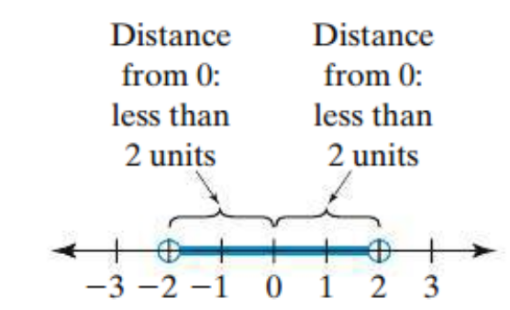 Distance
from 0:
less than
2 units
Distance
from 0:
less than
2 units
−3 −2 −1 0 1 2 3